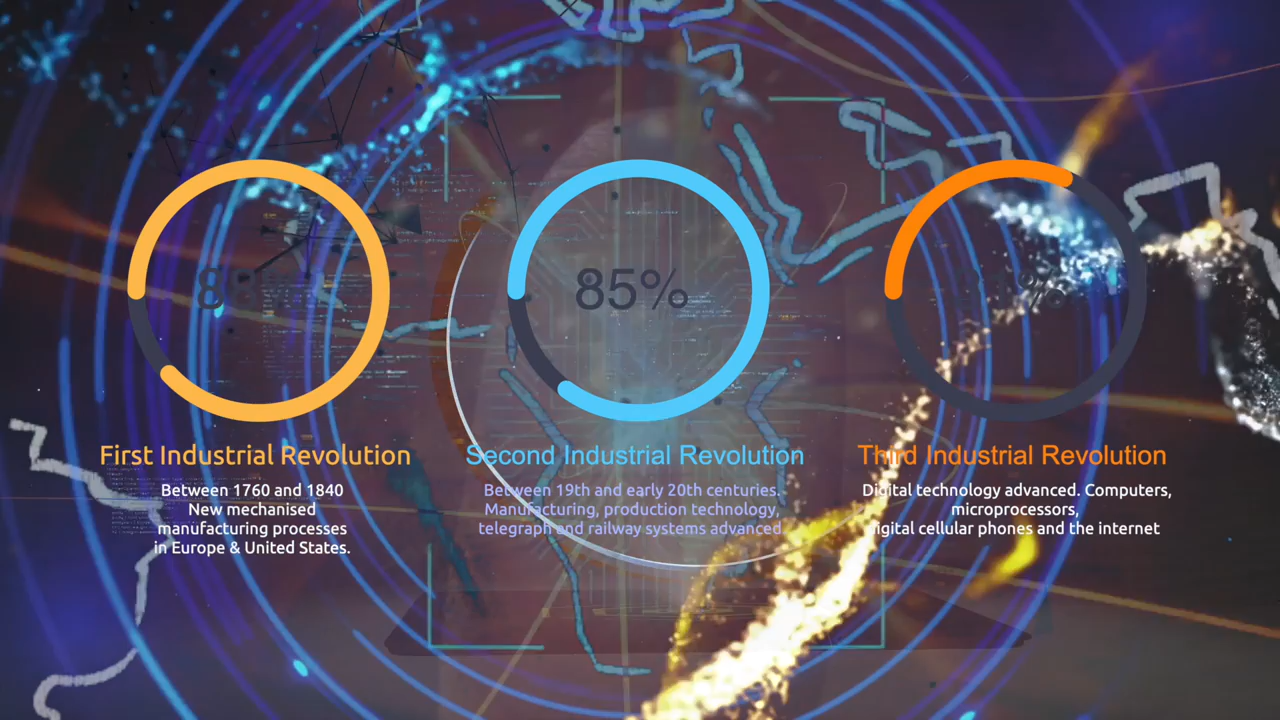 85%
First Industrial Revolution
Second Industrial Revolution
Third Industrial Revolution
Between 1760 and 1840
New mechanised
manufacturing processes
in Europe & United States.
Between 19th and early 20th centuries.
Manufacturing, production technology,
telegraph and railway systems advanced.
Digital technology advanced. Computers,
microprocessors,
digital cellular phones and the internet